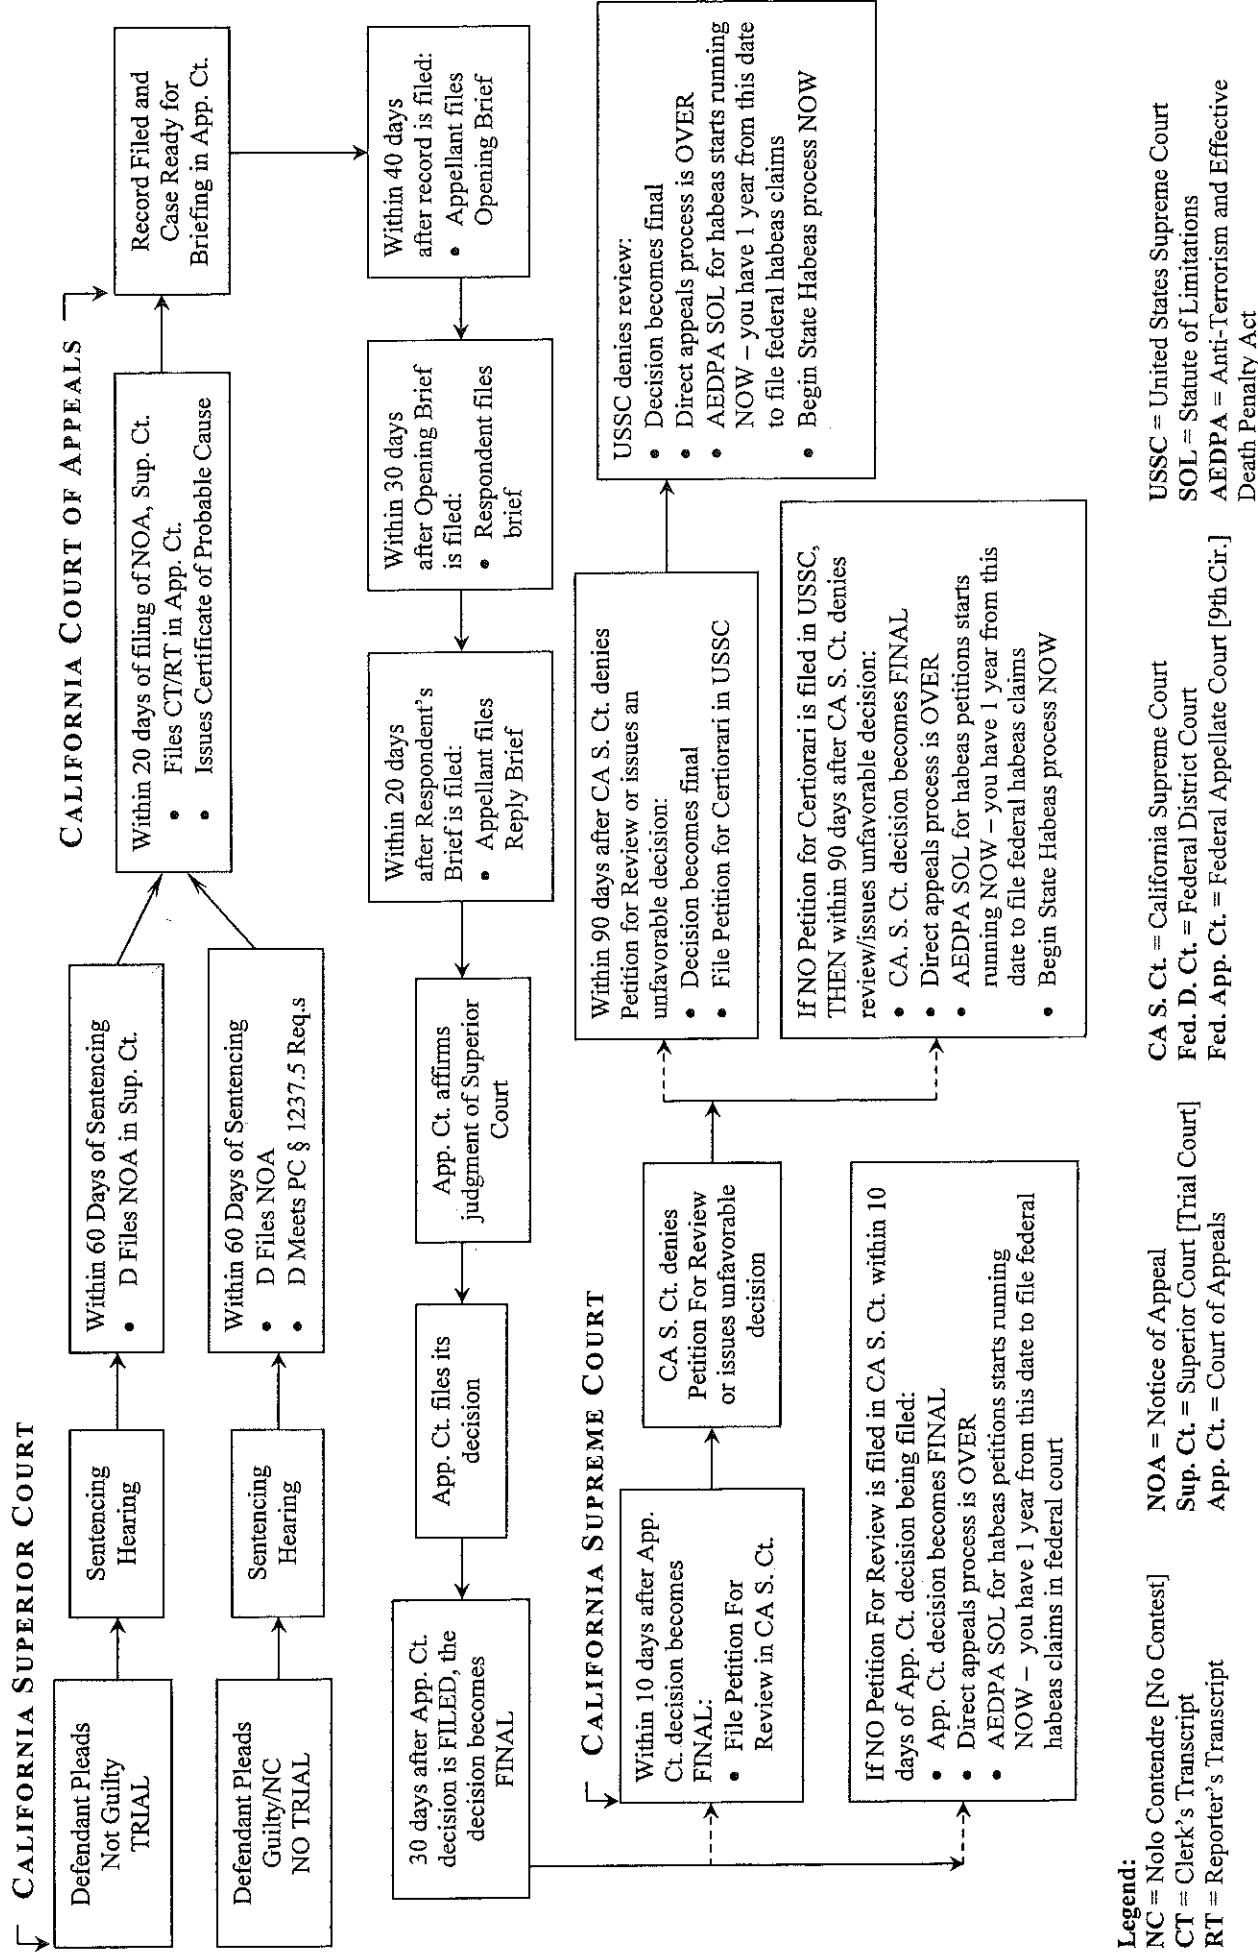 CALIFORNIA SUPERIOR COURT
Defendant Pleads
Not Guilty
TRIAL
Sentencing
Hearing
Within 60 Days of Sentencing
• D Files NOA in Sup. Ct.
Defendant Pleads
Guilty/NC
NO TRIAL
Sentencing
Hearing
Within 60 Days of Sentencing
• D Files NOA
• D Meets PC § 1237.5 Req.s
CALIFORNIA COURT OF APPEALS
Within 20 days of filing of NOA, Sup. Ct.
• Files CT/RT in App. Ct.
• Issues Certificate of Probable Cause
Record Filed and
Case Ready for
Briefing in App. Ct.
Within 40 days
after record is filed:
• Appellant files
Opening Brief
Within 30 days
after Opening Brief
is filed:
• Respondent files
brief
Within 20 days
after Respondent's
Brief is filed:
• Appellant files
Reply Brief
App. Ct. affirms
judgment of Superior
Court
App. Ct. files its
decision
30 days after App. Ct.
decision is FILED, the
decision becomes
FINAL
CALIFORNIA SUPREME COURT
Within 10 days after App.
Ct. decision becomes
FINAL:
• File Petition For
Review in CA S. Ct.
CA S. Ct. denies
Petition For Review
or issues unfavorable
decision
Within 90 days after CA S. Ct. denies
Petition for Review or issues an
unfavorable decision:
• Decision becomes final
• File Petition for Certiorari in USSC
USSC denies review:
• Decision becomes final
• Direct appeals process is OVER
• AEDPA SOL for habeas starts running
NOW – you have 1 year from this date
to file federal habeas claims
• Begin State Habeas process NOW
If NO Petition For Review is filed in CA S. Ct. within 10
days of App. Ct. decision being filed:
• App. Ct. decision becomes FINAL
• Direct appeals process is OVER
• AEDPA SOL for habeas petitions starts running
NOW – you have 1 year from this date to file federal
habeas claims in federal court
If NO Petition for Certiorari is filed in USSC,
THEN within 90 days after CA S. Ct. denies
review/issues unfavorable decision:
• CA. S. Ct. decision becomes FINAL
• Direct appeals process is OVER
• AEDPA SOL for habeas petitions starts
running NOW – you have 1 year from this
date to file federal habeas claims
• Begin State Habeas process NOW
Legend:
NC = Nolo Contendre [No Contest]
CT = Clerk's Transcript
RT = Reporter's Transcript
NOA = Notice of Appeal
Sup. Ct. = Superior Court [Trial Court]
App. Ct. = Court of Appeals
CA S. Ct. = California Supreme Court
Fed. D. Ct. = Federal District Court
Fed. App. Ct. = Federal Appellate Court [9th Cir.]
USSC = United States Supreme Court
SOL = Statute of Limitations
AEDPA = Anti-Terrorism and Effective
Death Penalty Act